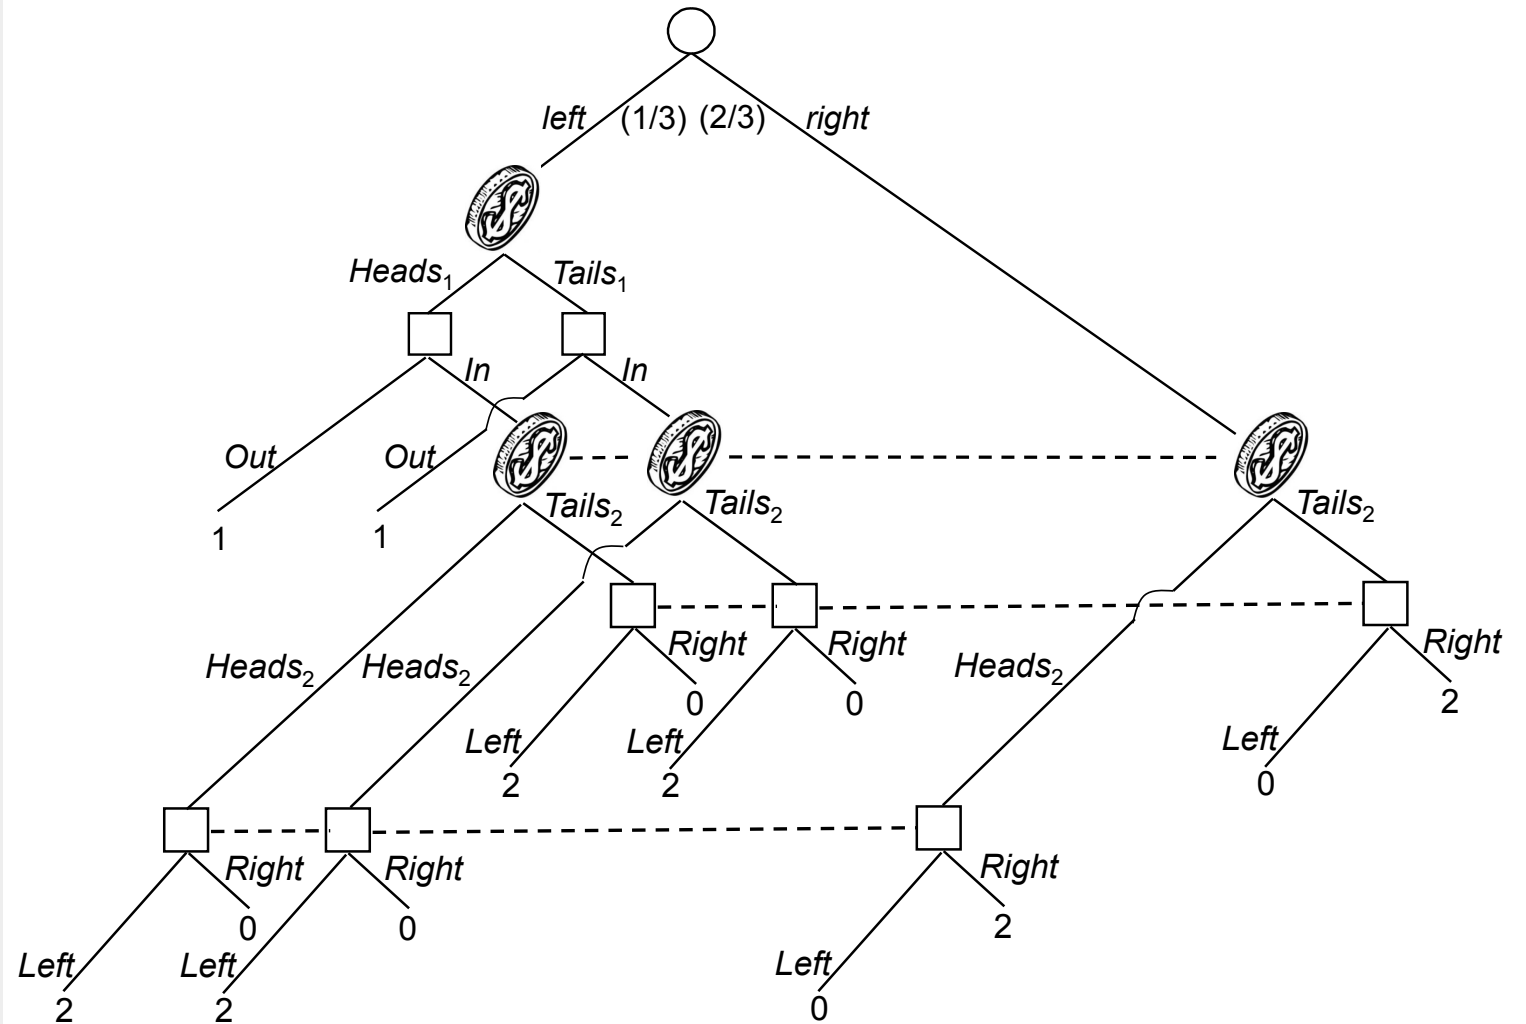 left (1/3) (2/3) right
Heads₁ Tails₁
In In
Out Out
1 1
Tails₂ Tails₂ Tails₂
Right Right Right
Heads₂ Heads₂ Heads₂
0 0 2
Left Left Left
2 2 0
Right Right Right
0 0 2
Left Left Left
2 2 0